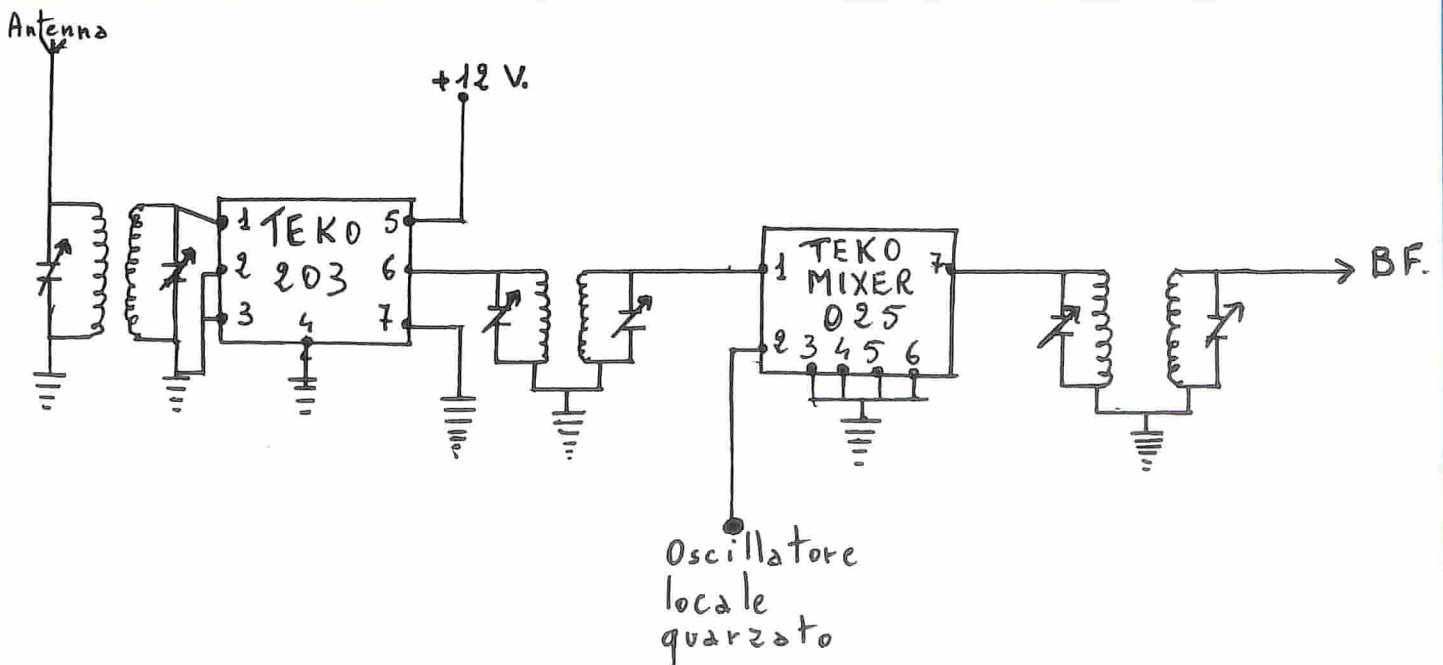 Antenna
+12 V.
1 TEKO 5
2 203 6
3 4 7
TEKO
1 MIXER 7
025
2 3 4 5 6
B F.
Oscillatore
locale
quarzato